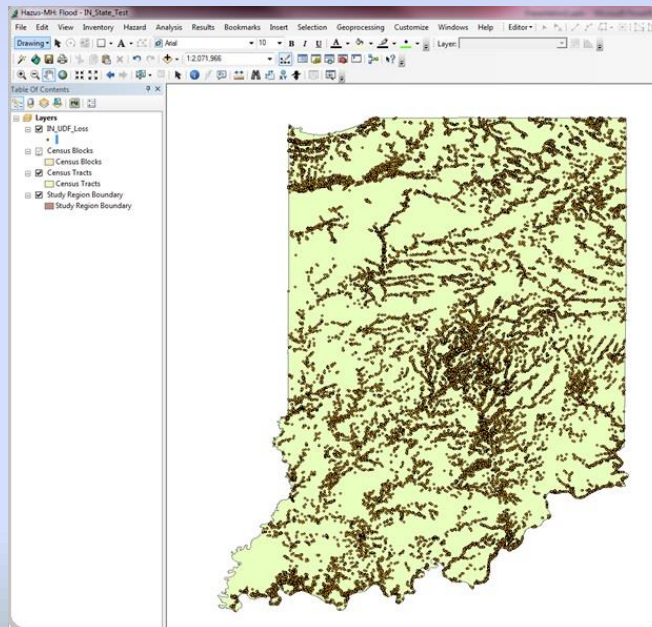 Hazus-MH: Flood - IN_State_Test
File Edit View Inventory Hazard Analysis Results Bookmarks Insert Selection Geoprocessing Customize Windows Help Editor
Drawing A Arial 10 B I U A Layer:
1:2,071,966
Table Of Contents
Layers
IN_UDF_Loss
Census Blocks
Census Blocks
Census Tracts
Census Tracts
Study Region Boundary
Study Region Boundary